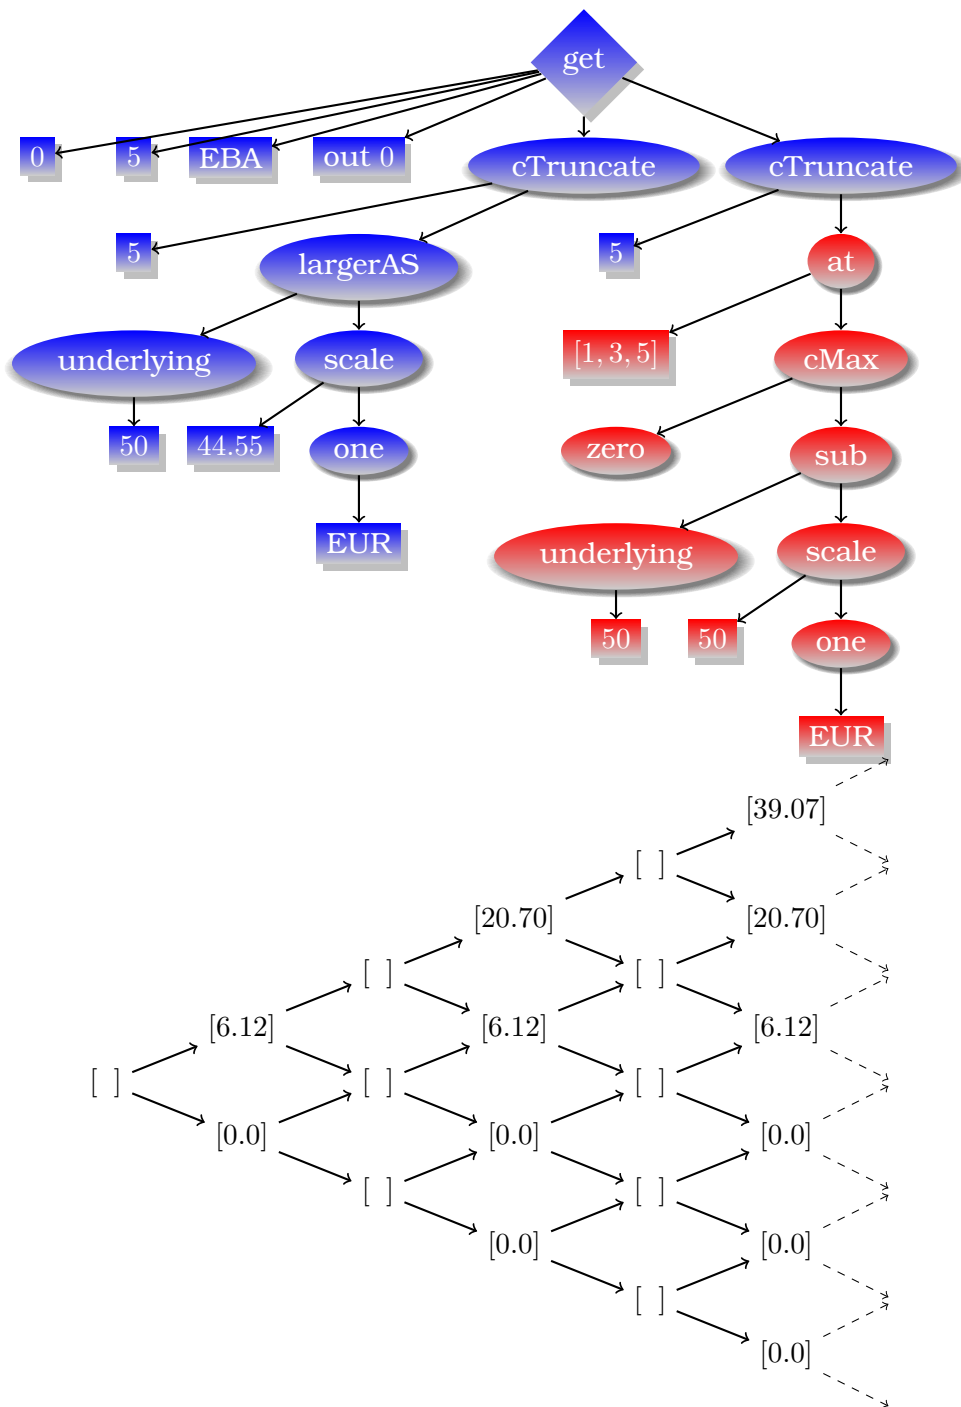 get
0 5 EBA out 0 cTruncate cTruncate
5 largerAS 5 at
underlying scale [1, 3, 5] cMax
50 44.55 one zero sub
EUR underlying scale
50 50 one
EUR
[39.07]
[ ]
[20.70] [20.70]
[ ] [ ]
[6.12] [6.12] [6.12]
[ ] [ ] [ ]
[0.0] [0.0] [0.0]
[ ] [ ]
[0.0] [0.0]
[ ]
[0.0]